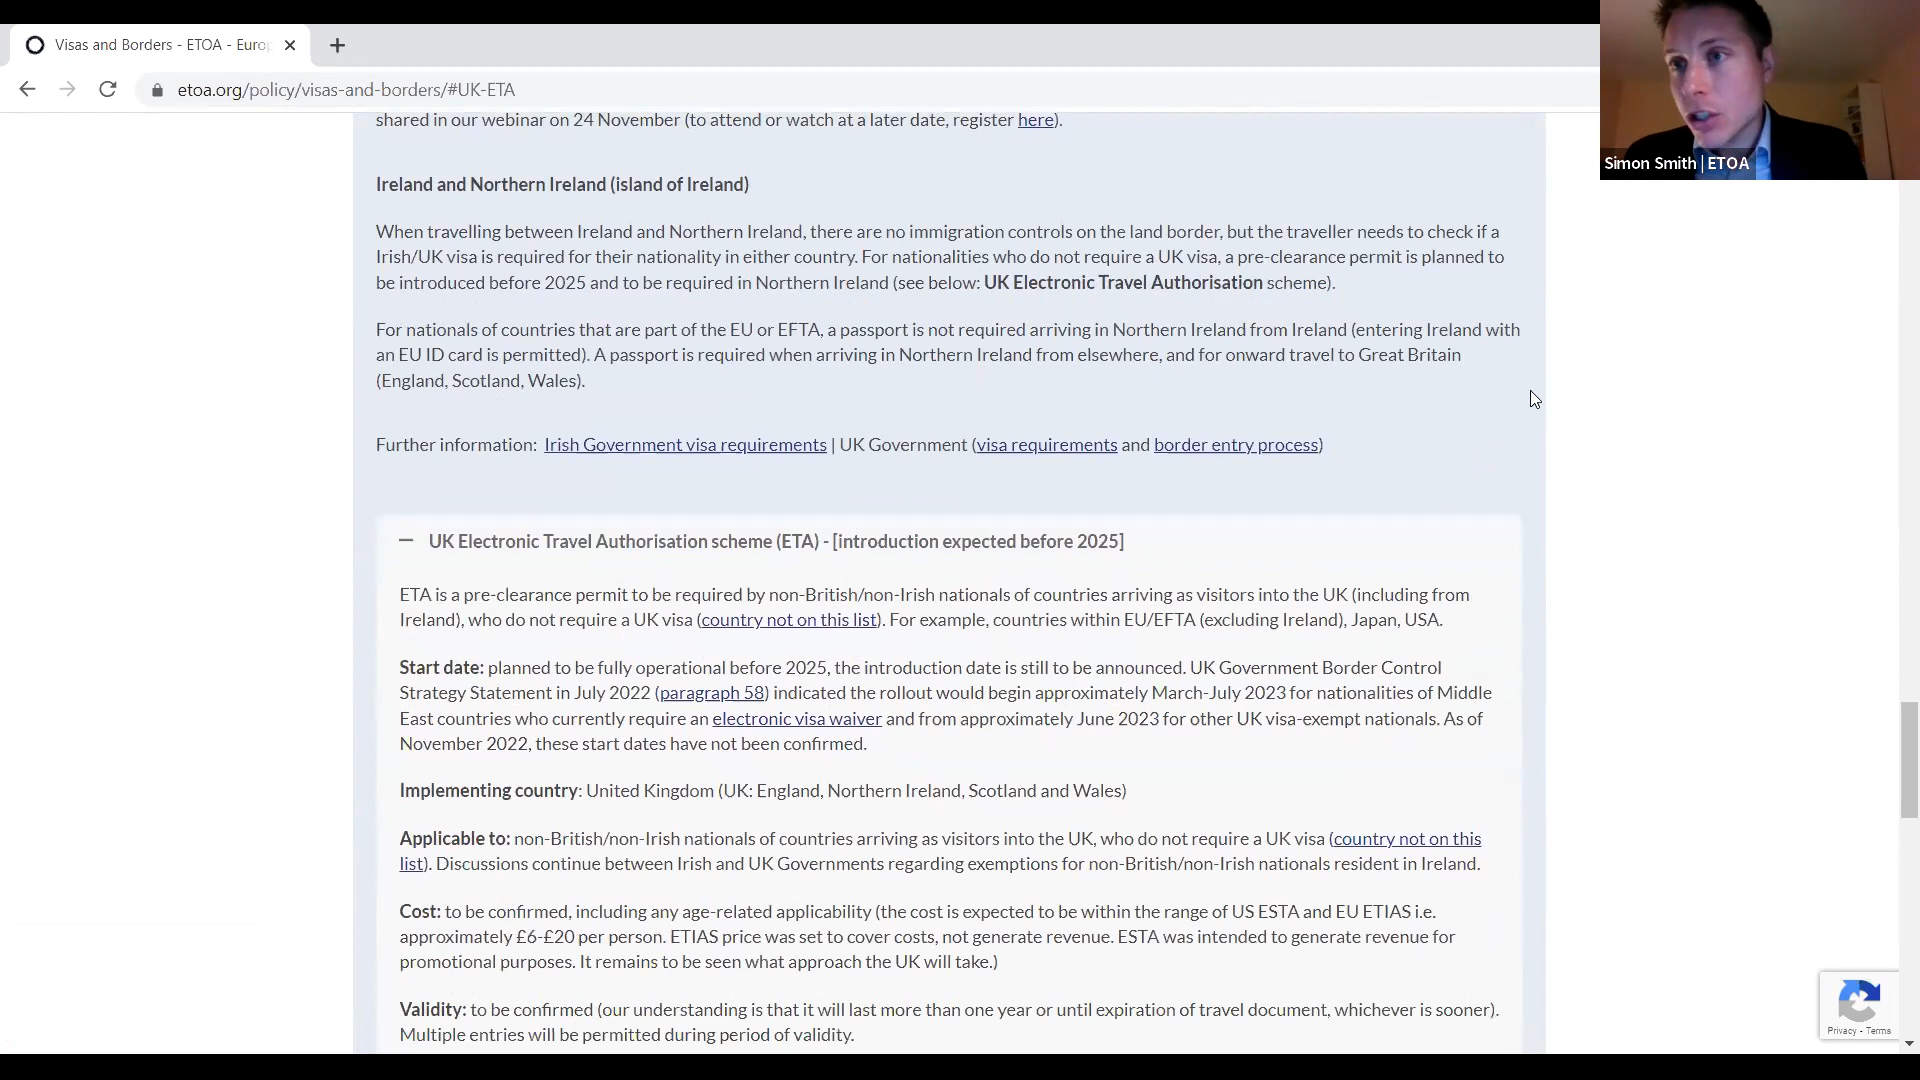 Visas and Borders - ETOA - Euro
etoa.org/policy/visas-and-borders/#UK-ETA
Simon Smith | ETOA
shared in our webinar on 24 November (to attend or watch at a later date, register here).
Ireland and Northern Ireland (island of Ireland)
When travelling between Ireland and Northern Ireland, there are no immigration controls on the land border, but the traveller needs to check if a
Irish/UK visa is required for their nationality in either country. For nationalities who do not require a UK visa, a pre-clearance permit is planned to
be introduced before 2025 and to be required in Northern Ireland (see below: UK Electronic Travel Authorisation scheme).
For nationals of countries that are part of the EU or EFTA, a passport is not required arriving in Northern Ireland from Ireland (entering Ireland with
an EU ID card is permitted). A passport is required when arriving in Northern Ireland from elsewhere, and for onward travel to Great Britain
(England, Scotland, Wales).
Further information: Irish Government visa requirements | UK Government (visa requirements and border entry process)
UK Electronic Travel Authorisation scheme (ETA) - [introduction expected before 2025]
ETA is a pre-clearance permit to be required by non-British/non-Irish nationals of countries arriving as visitors into the UK (including from
Ireland), who do not require a UK visa (country not on this list). For example, countries within EU/EFTA (excluding Ireland), Japan, USA.
Start date: planned to be fully operational before 2025, the introduction date is still to be announced. UK Government Border Control
Strategy Statement in July 2022 (paragraph 58) indicated the rollout would begin approximately March-July 2023 for nationalities of Middle
East countries who currently require an electronic visa waiver and from approximately June 2023 for other UK visa-exempt nationals. As of
November 2022, these start dates have not been confirmed.
Implementing country: United Kingdom (UK: England, Northern Ireland, Scotland and Wales)
Applicable to: non-British/non-Irish nationals of countries arriving as visitors into the UK, who do not require a UK visa (country not on this
list). Discussions continue between Irish and UK Governments regarding exemptions for non-British/non-Irish nationals resident in Ireland.
Cost: to be confirmed, including any age-related applicability (the cost is expected to be within the range of US ESTA and EU ETIAS i.e.
approximately £6-£20 per person. ETIAS price was set to cover costs, not generate revenue. ESTA was intended to generate revenue for
promotional purposes. It remains to be seen what approach the UK will take.)
Validity: to be confirmed (our understanding is that it will last more than one year or until expiration of travel document, whichever is sooner).
Multiple entries will be permitted during period of validity.
Privacy - Terms